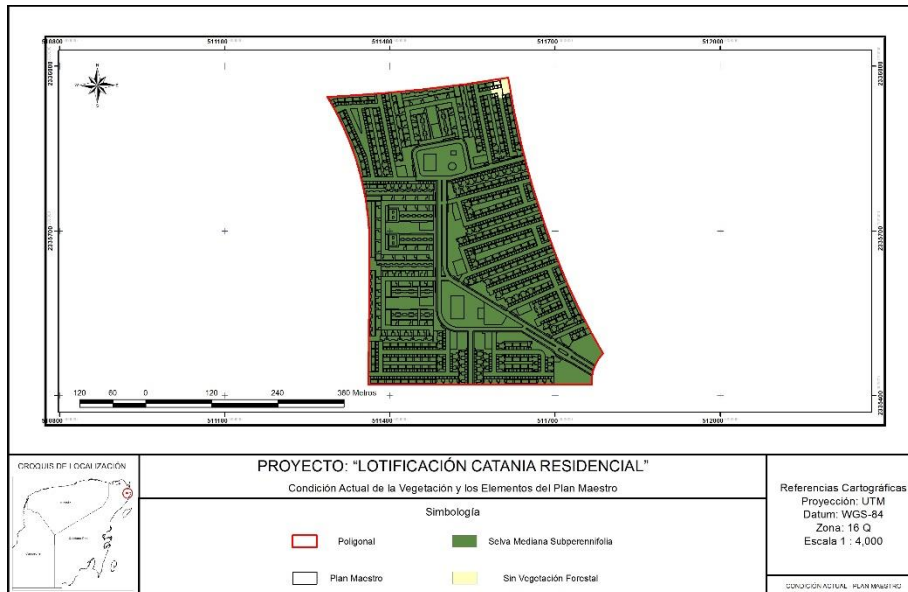 510800 511100 511400 511700 512000
2336000
2335700
2335400
120 60 0 120 240 360 Metros
510800 511100 511400 511700 512000
CROQUIS DE LOCALIZACIÓN
PROYECTO: “LOTIFICACIÓN CATANIA RESIDENCIAL”
Condición Actual de la Vegetación y los Elementos del Plan Maestro
Simbología
Poligonal
Selva Mediana Subperennifolia
Plan Maestro
Sin Vegetación Forestal
Referencias Cartográficas
Proyección: UTM
Datum: WGS-84
Zona: 16 Q
Escala 1 : 4,000
CONDICIÓN ACTUAL - PLAN MAESTRO